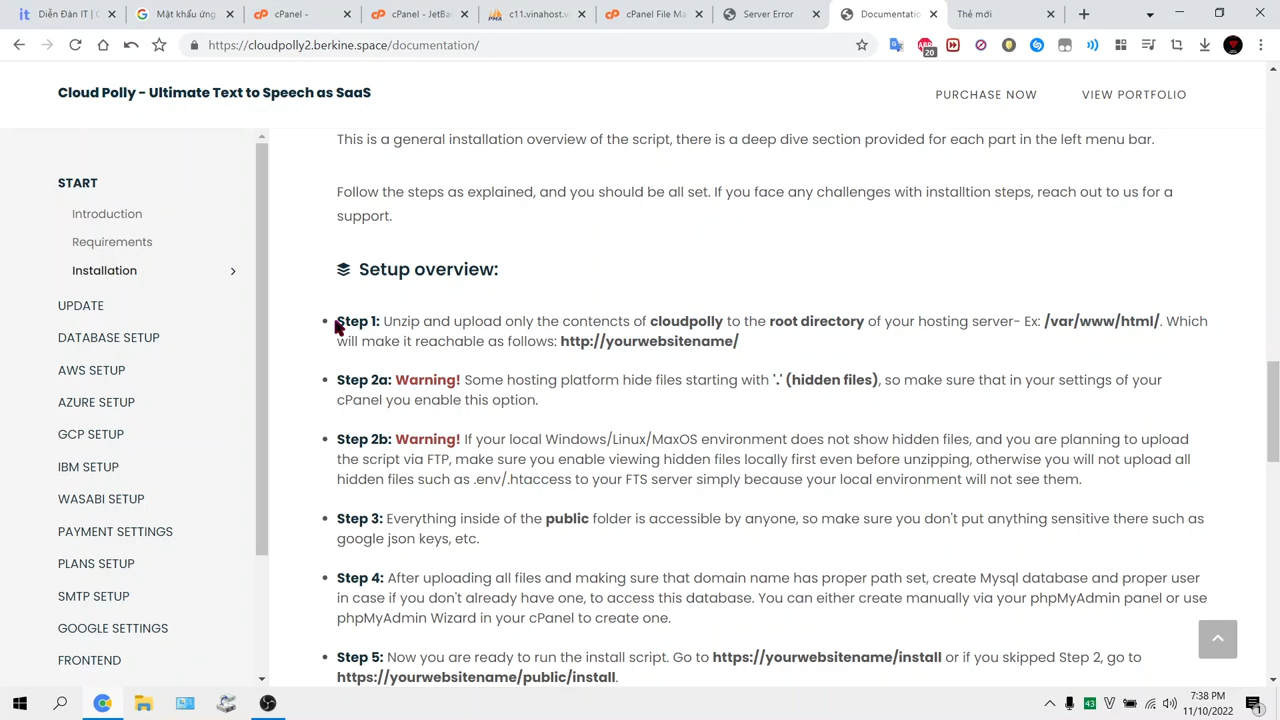 Diễn Đàn IT | C
Mật khẩu ứng
cPanel -
cPanel - JetBac
c11.vinahost.v
cPanel File Ma
Server Error
Documentatio
Thẻ mới
https://cloudpolly2.berkine.space/documentation/
20
Cloud Polly - Ultimate Text to Speech as SaaS
PURCHASE NOW
VIEW PORTFOLIO
START
Introduction
Requirements
Installation
UPDATE
DATABASE SETUP
AWS SETUP
AZURE SETUP
GCP SETUP
IBM SETUP
WASABI SETUP
PAYMENT SETTINGS
PLANS SETUP
SMTP SETUP
GOOGLE SETTINGS
FRONTEND
This is a general installation overview of the script, there is a deep dive section provided for each part in the left menu bar.
Follow the steps as explained, and you should be all set. If you face any challenges with installtion steps, reach out to us for a
support.
Setup overview:
Step 1: Unzip and upload only the contencts of cloudpolly to the root directory of your hosting server- Ex: /var/www/html/. Which
will make it reachable as follows: http://yourwebsitename/
Step 2a: Warning! Some hosting platform hide files starting with '.' (hidden files), so make sure that in your settings of your
cPanel you enable this option.
Step 2b: Warning! If your local Windows/Linux/MaxOS environment does not show hidden files, and you are planning to upload
the script via FTP, make sure you enable viewing hidden files locally first even before unzipping, otherwise you will not upload all
hidden files such as .env/.htaccess to your FTS server simply because your local environment will not see them.
Step 3: Everything inside of the public folder is accessible by anyone, so make sure you don't put anything sensitive there such as
google json keys, etc.
Step 4: After uploading all files and making sure that domain name has proper path set, create Mysql database and proper user
in case if you don't already have one, to access this database. You can either create manually via your phpMyAdmin panel or use
phpMyAdmin Wizard in your cPanel to create one.
Step 5: Now you are ready to run the install script. Go to https://yourwebsitename/install or if you skipped Step 2, go to
https://yourwebsitename/public/install.
43
7:38 PM
11/10/2022
1